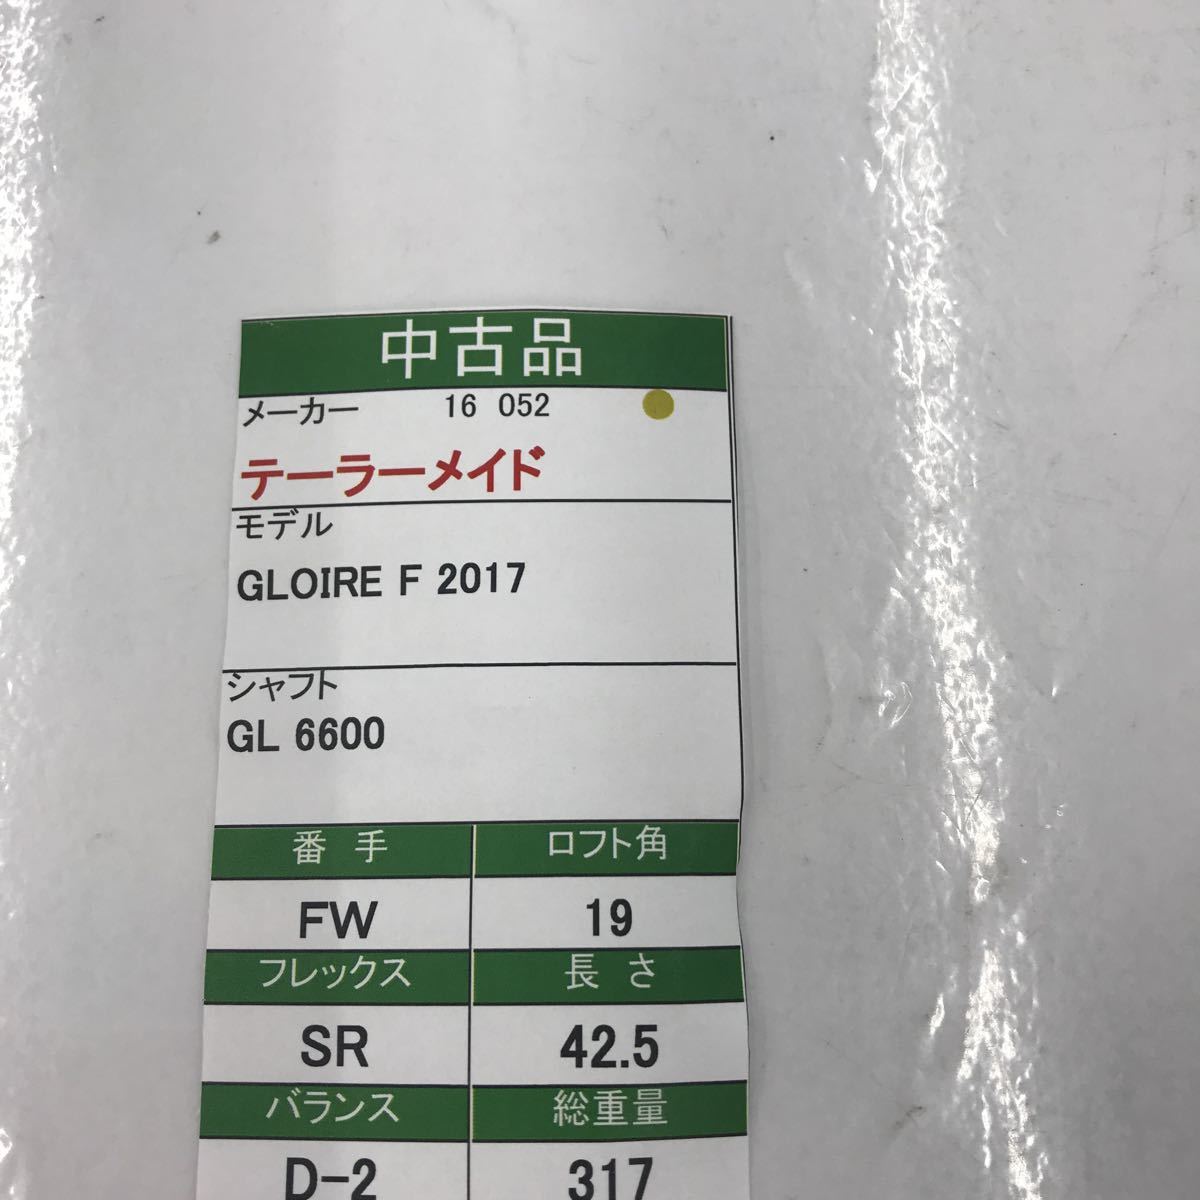 中古品
メーカー 16 052
テーラーメイド
モデル
GLOIRE F 2017
シャフト
GL 6600
番 手 ロフト角
FW 19
フレックス 長 さ
SR 42.5
バランス 総重量
D-2 317